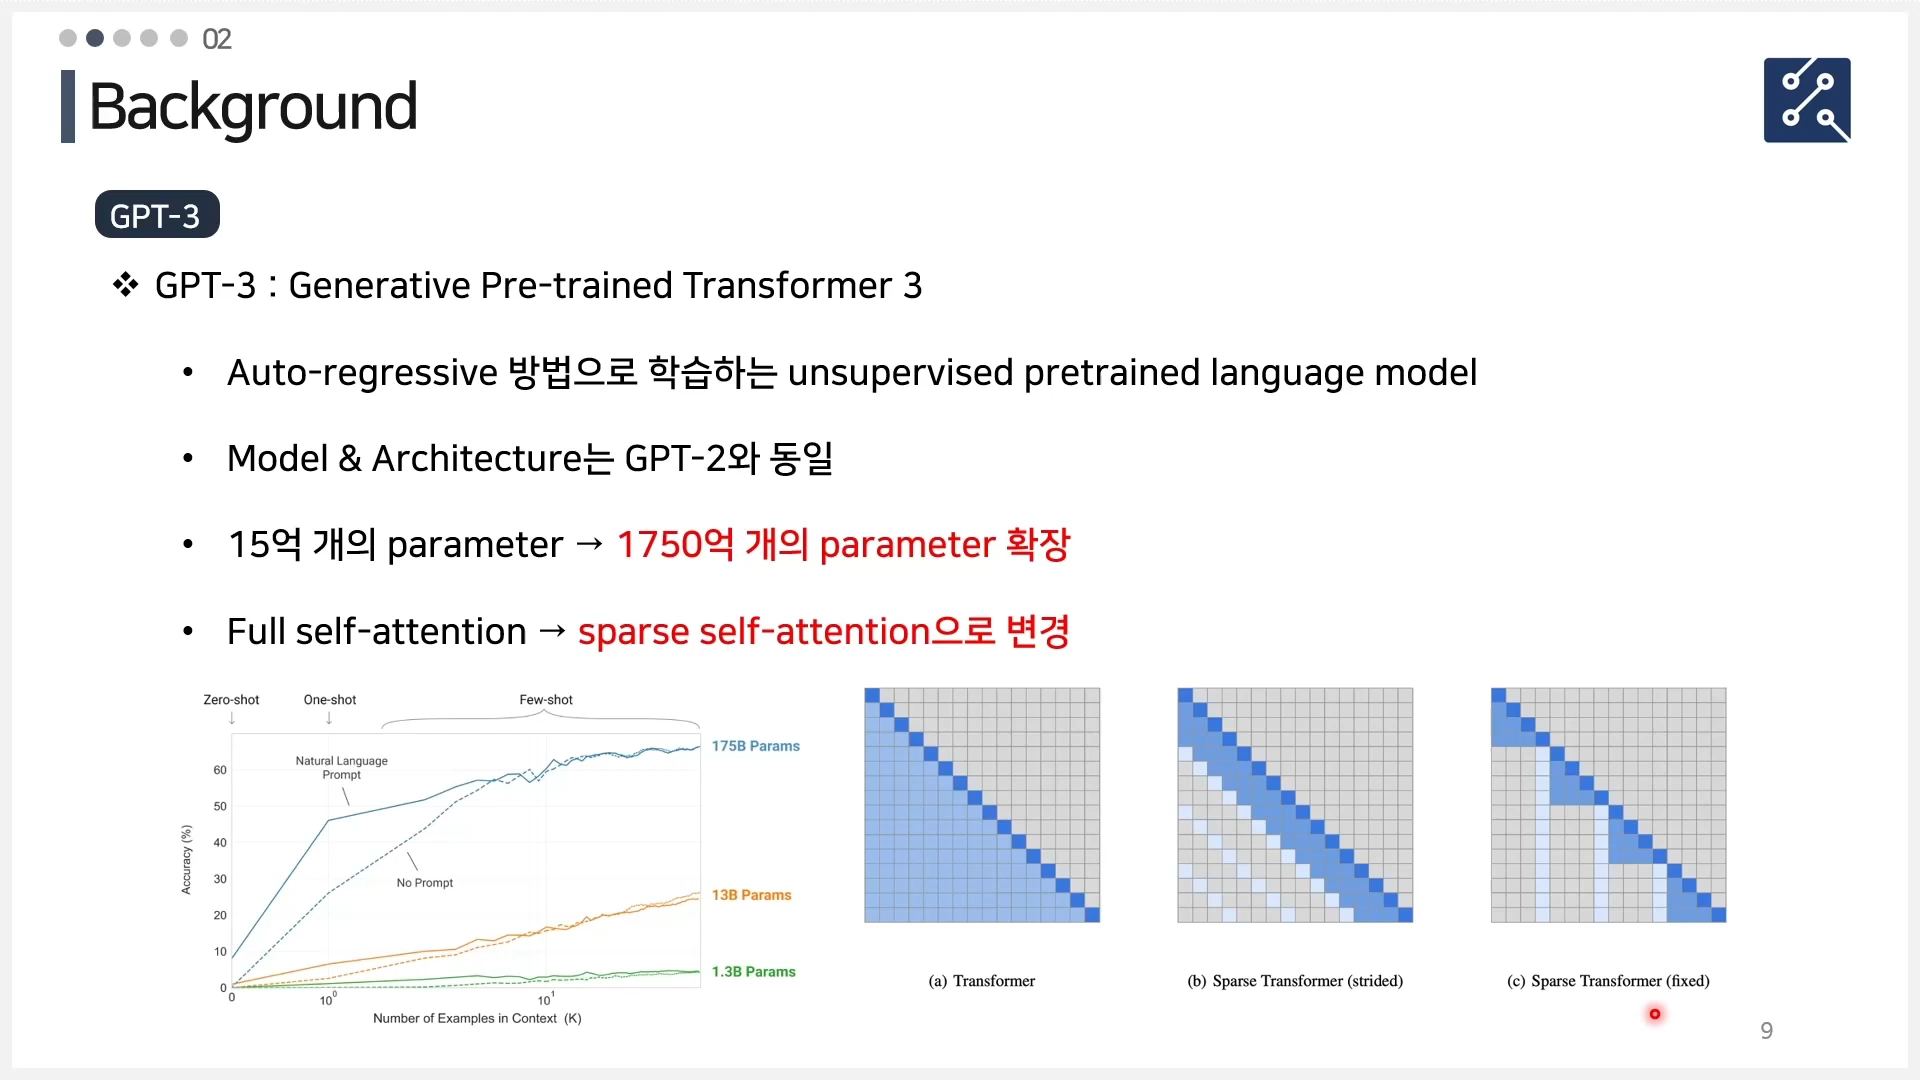 02
Background
GPT-3
❖ GPT-3 : Generative Pre-trained Transformer 3
• Auto-regressive 방법으로 학습하는 unsupervised pretrained language model
• Model & Architecture는 GPT-2와 동일
• 15억 개의 parameter → 1750억 개의 parameter 확장
• Full self-attention → sparse self-attention으로 변경
Zero-shot One-shot Few-shot
175B Params
Natural Language
Prompt
No Prompt
13B Params
1.3B Params
Accuracy (%)
60
50
40
30
20
10
0
0 10^0 10^1
Number of Examples in Context (K)
(a) Transformer
(b) Sparse Transformer (strided)
(c) Sparse Transformer (fixed)
9